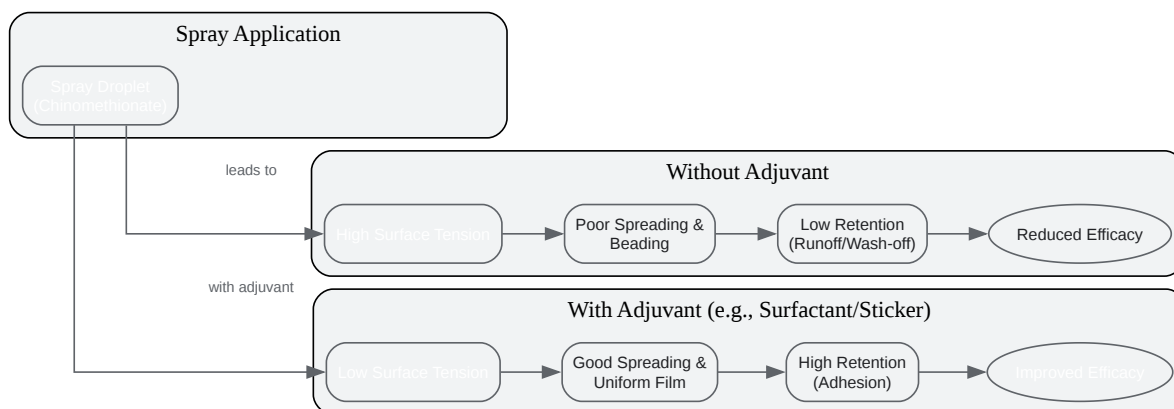 Spray Application
Spray Droplet
(Chinomethionate)
leads to
Without Adjuvant
High Surface Tension
Poor Spreading &
Beading
Low Retention
(Runoff/Wash-off)
Reduced Efficacy
with adjuvant
With Adjuvant (e.g., Surfactant/Sticker)
Low Surface Tension
Good Spreading &
Uniform Film
High Retention
(Adhesion)
Improved Efficacy